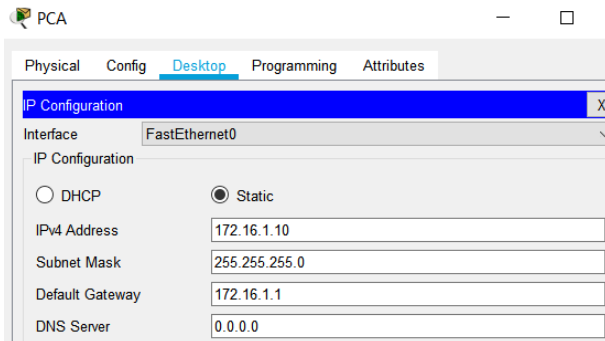 PCA
Physical Config Desktop Programming Attributes
IP Configuration X
Interface FastEthernet0
IP Configuration
DHCP Static
IPv4 Address 172.16.1.10
Subnet Mask 255.255.255.0
Default Gateway 172.16.1.1
DNS Server 0.0.0.0